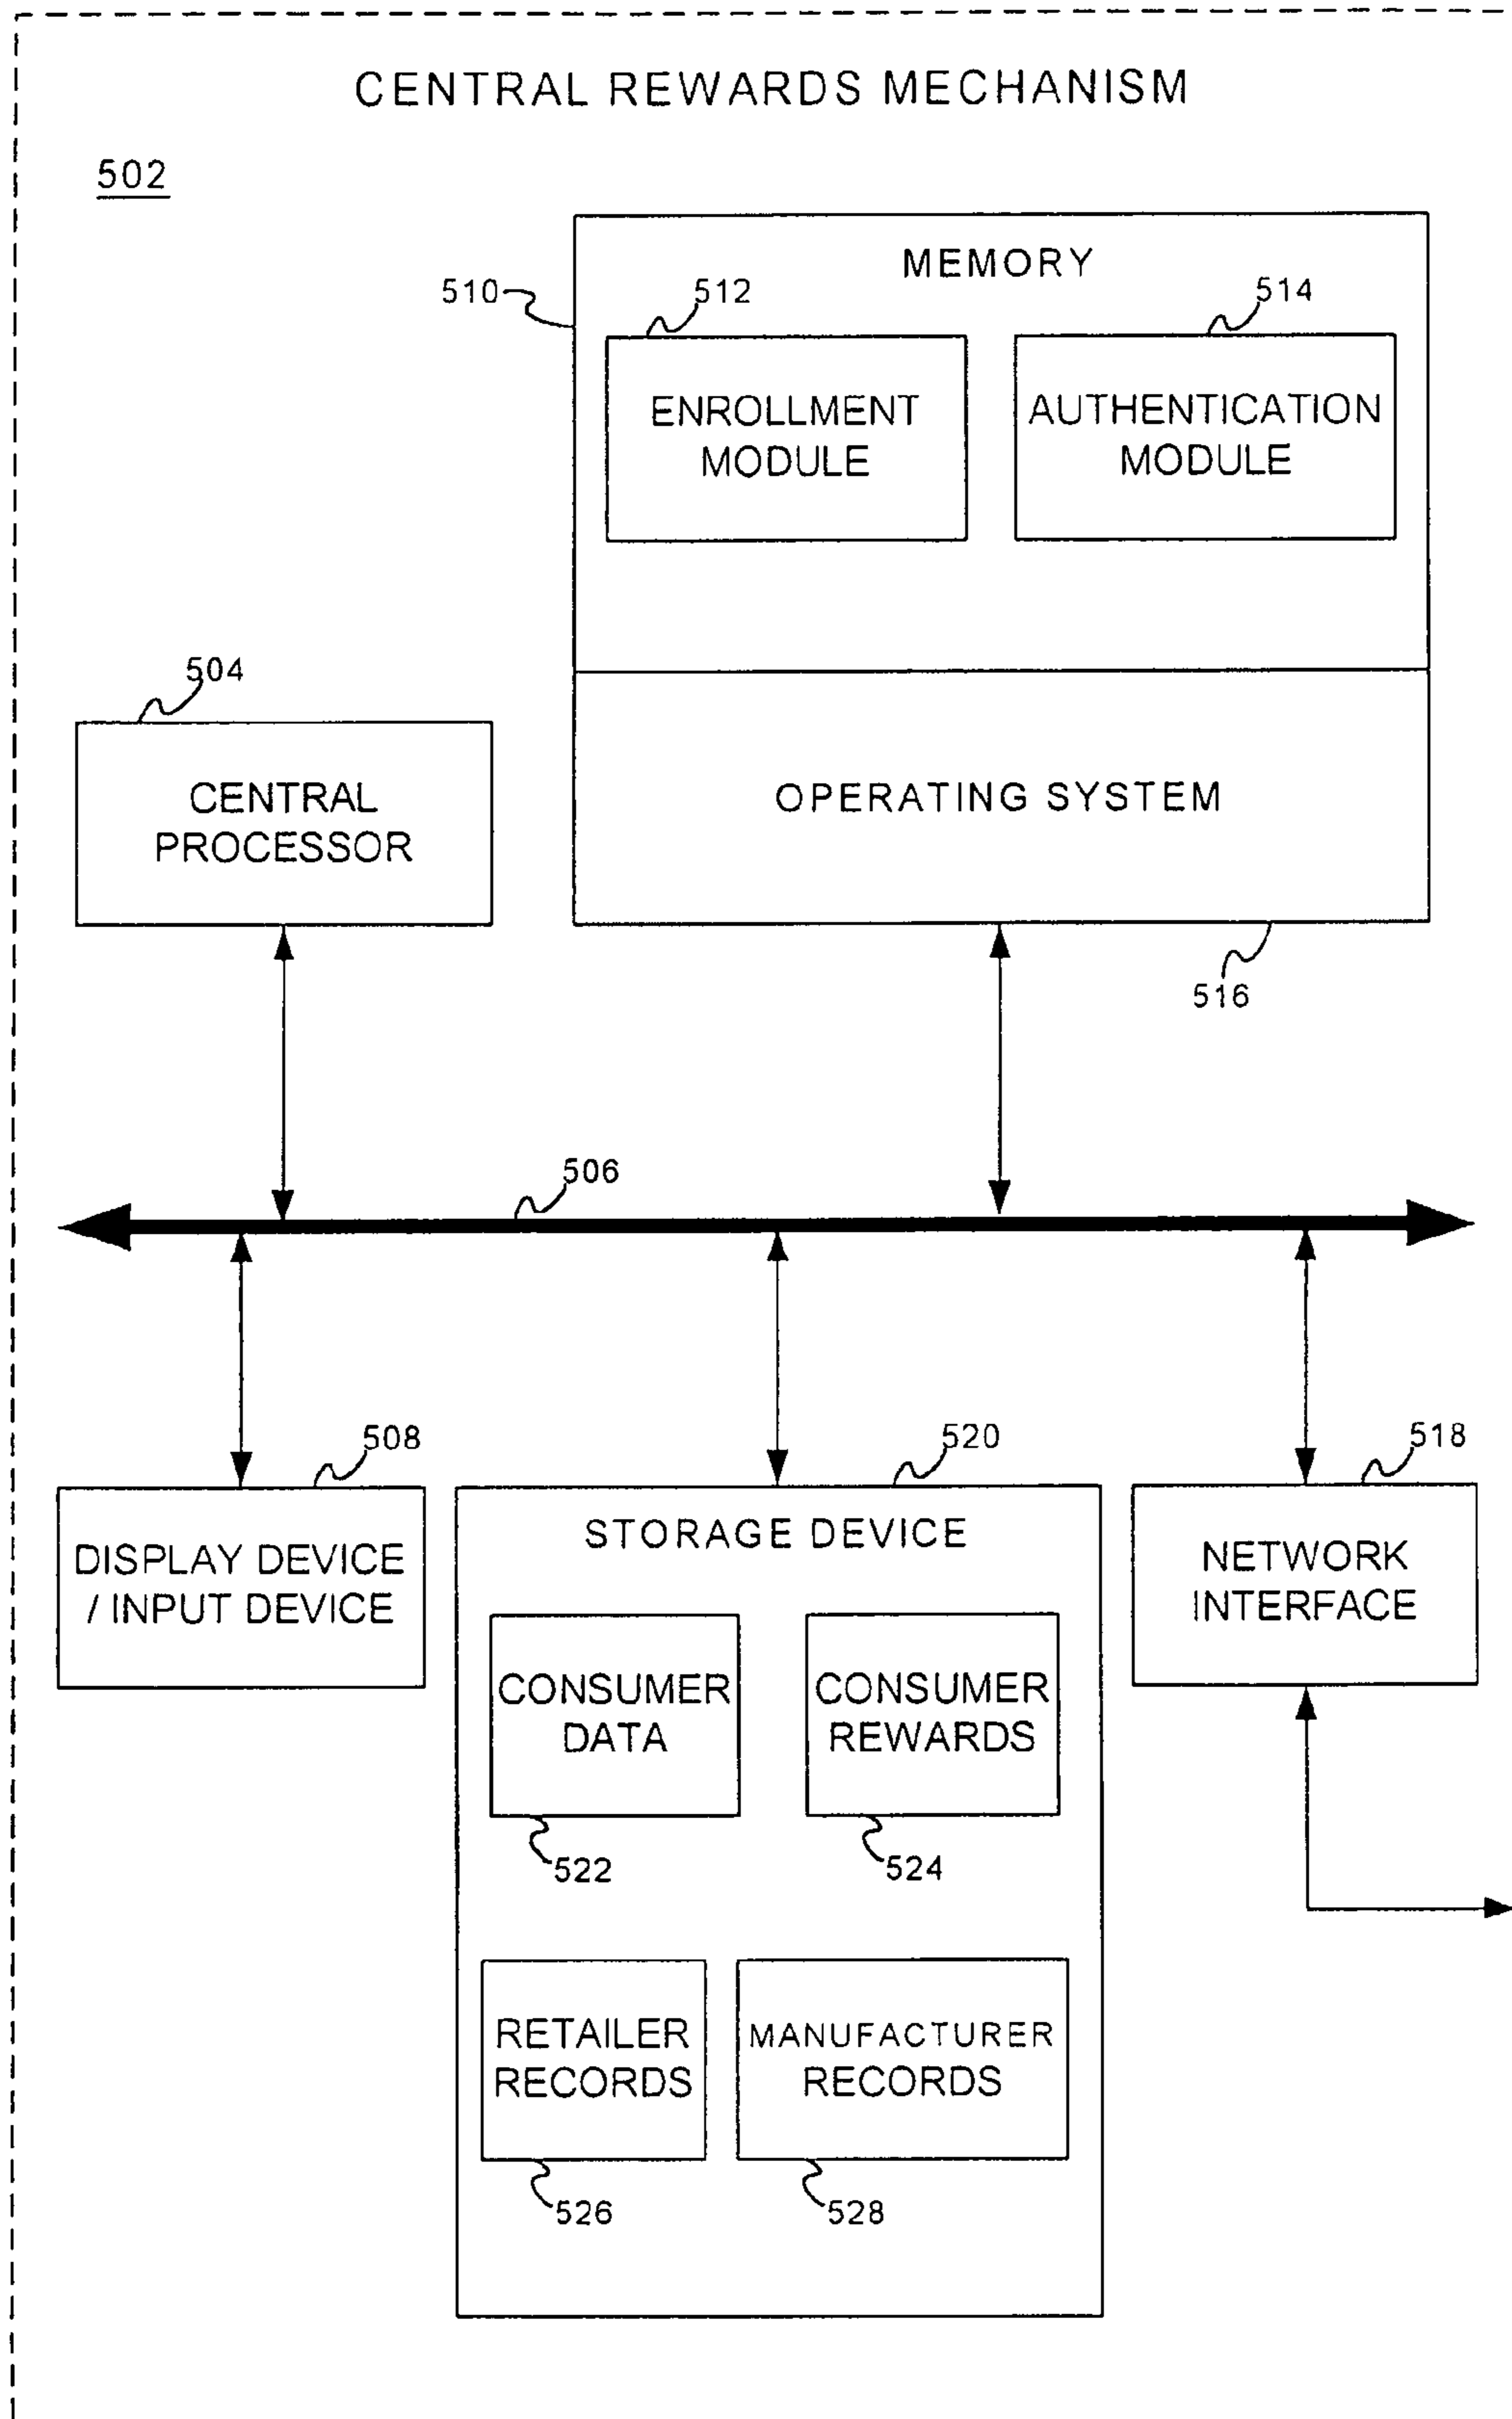 CENTRAL REWARDS MECHANISM
502
MEMORY
510
512
514
ENROLLMENT
MODULE
AUTHENTICATION
MODULE
504
CENTRAL
PROCESSOR
OPERATING SYSTEM
516
506
508
520
518
DISPLAY DEVICE
/ INPUT DEVICE
STORAGE DEVICE
NETWORK
INTERFACE
CONSUMER
DATA
CONSUMER
REWARDS
522
524
RETAILER
RECORDS
MANUFACTURER
RECORDS
526
528